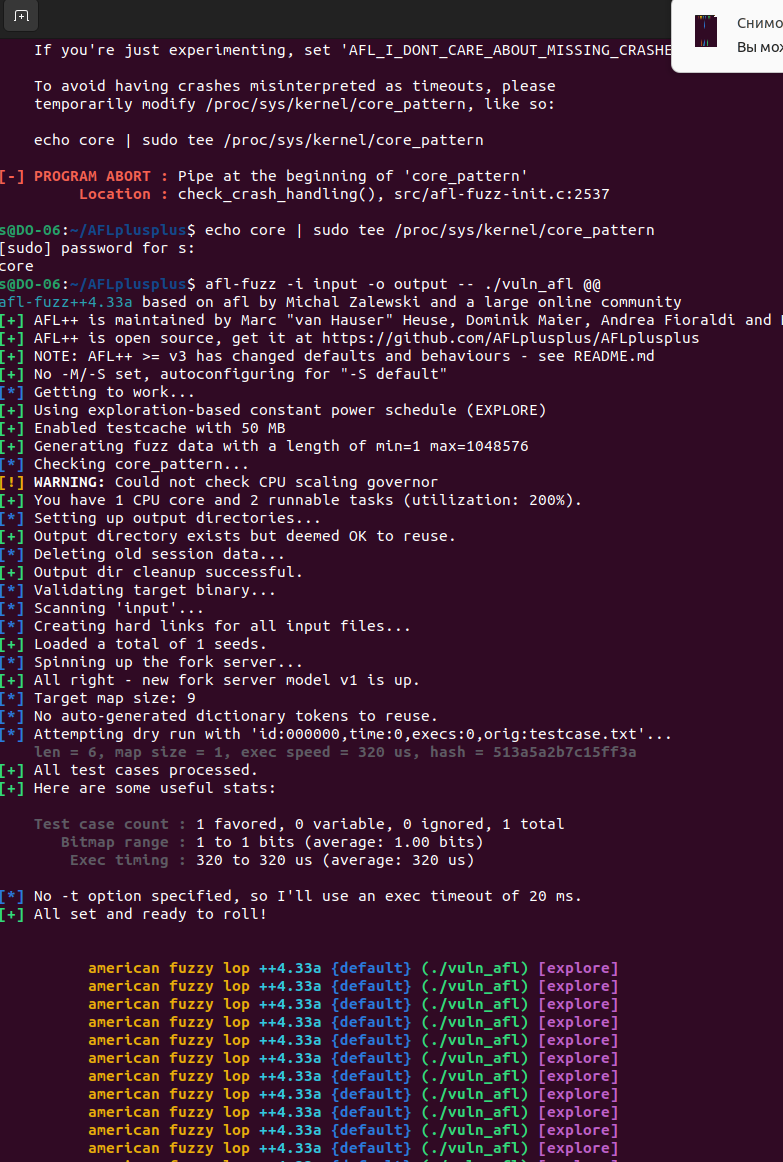 Снимо
Вы мож
If you're just experimenting, set 'AFL_I_DONT_CARE_ABOUT_MISSING_CRASHE
To avoid having crashes misinterpreted as timeouts, please
temporarily modify /proc/sys/kernel/core_pattern, like so:
echo core | sudo tee /proc/sys/kernel/core_pattern
[-] PROGRAM ABORT : Pipe at the beginning of 'core_pattern'
Location : check_crash_handling(), src/afl-fuzz-init.c:2537
s@DO-06:~/AFLplusplus$ echo core | sudo tee /proc/sys/kernel/core_pattern
[sudo] password for s:
core
s@DO-06:~/AFLplusplus$ afl-fuzz -i input -o output -- ./vuln_afl @@
afl-fuzz++4.33a based on afl by Michal Zalewski and a large online community
[+] AFL++ is maintained by Marc "van Hauser" Heuse, Dominik Maier, Andrea Fioraldi and
[+] AFL++ is open source, get it at https://github.com/AFLplusplus/AFLplusplus
[+] NOTE: AFL++ >= v3 has changed defaults and behaviours - see README.md
[+] No -M/-S set, autoconfiguring for "-S default"
[*] Getting to work...
[+] Using exploration-based constant power schedule (EXPLORE)
[+] Enabled testcache with 50 MB
[+] Generating fuzz data with a length of min=1 max=1048576
[*] Checking core_pattern...
[!] WARNING: Could not check CPU scaling governor
[+] You have 1 CPU core and 2 runnable tasks (utilization: 200%).
[*] Setting up output directories...
[+] Output directory exists but deemed OK to reuse.
[*] Deleting old session data...
[+] Output dir cleanup successful.
[*] Validating target binary...
[*] Scanning 'input'...
[*] Creating hard links for all input files...
[+] Loaded a total of 1 seeds.
[*] Spinning up the fork server...
[+] All right - new fork server model v1 is up.
[*] Target map size: 9
[*] No auto-generated dictionary tokens to reuse.
[*] Attempting dry run with 'id:000000,time:0,execs:0,orig:testcase.txt'...
len = 6, map size = 1, exec speed = 320 us, hash = 513a5a2b7c15ff3a
[+] All test cases processed.
[+] Here are some useful stats:
Test case count : 1 favored, 0 variable, 0 ignored, 1 total
Bitmap range : 1 to 1 bits (average: 1.00 bits)
Exec timing : 320 to 320 us (average: 320 us)
[*] No -t option specified, so I'll use an exec timeout of 20 ms.
[+] All set and ready to roll!
american fuzzy lop ++4.33a {default} (./vuln_afl) [explore]
american fuzzy lop ++4.33a {default} (./vuln_afl) [explore]
american fuzzy lop ++4.33a {default} (./vuln_afl) [explore]
american fuzzy lop ++4.33a {default} (./vuln_afl) [explore]
american fuzzy lop ++4.33a {default} (./vuln_afl) [explore]
american fuzzy lop ++4.33a {default} (./vuln_afl) [explore]
american fuzzy lop ++4.33a {default} (./vuln_afl) [explore]
american fuzzy lop ++4.33a {default} (./vuln_afl) [explore]
american fuzzy lop ++4.33a {default} (./vuln_afl) [explore]
american fuzzy lop ++4.33a {default} (./vuln_afl) [explore]
american fuzzy lop ++4.33a {default} (./vuln_afl) [explore]